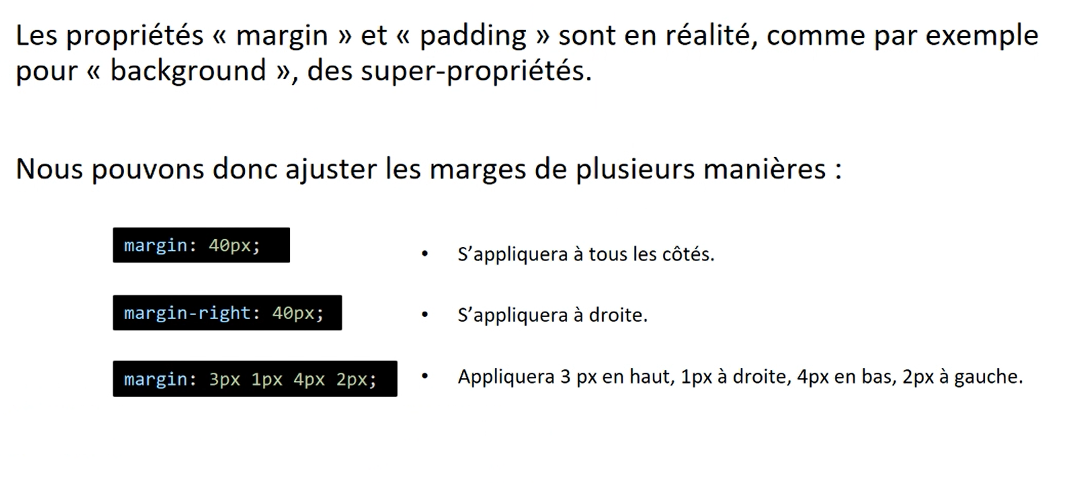 Les propriétés « margin » et « padding » sont en réalité, comme par exemple
pour « background », des super-propriétés.
Nous pouvons donc ajuster les marges de plusieurs manières :
margin: 40px;
• S’appliquera à tous les côtés.
margin-right: 40px;
• S’appliquera à droite.
margin: 3px 1px 4px 2px;
• Appliquera 3 px en haut, 1px à droite, 4px en bas, 2px à gauche.